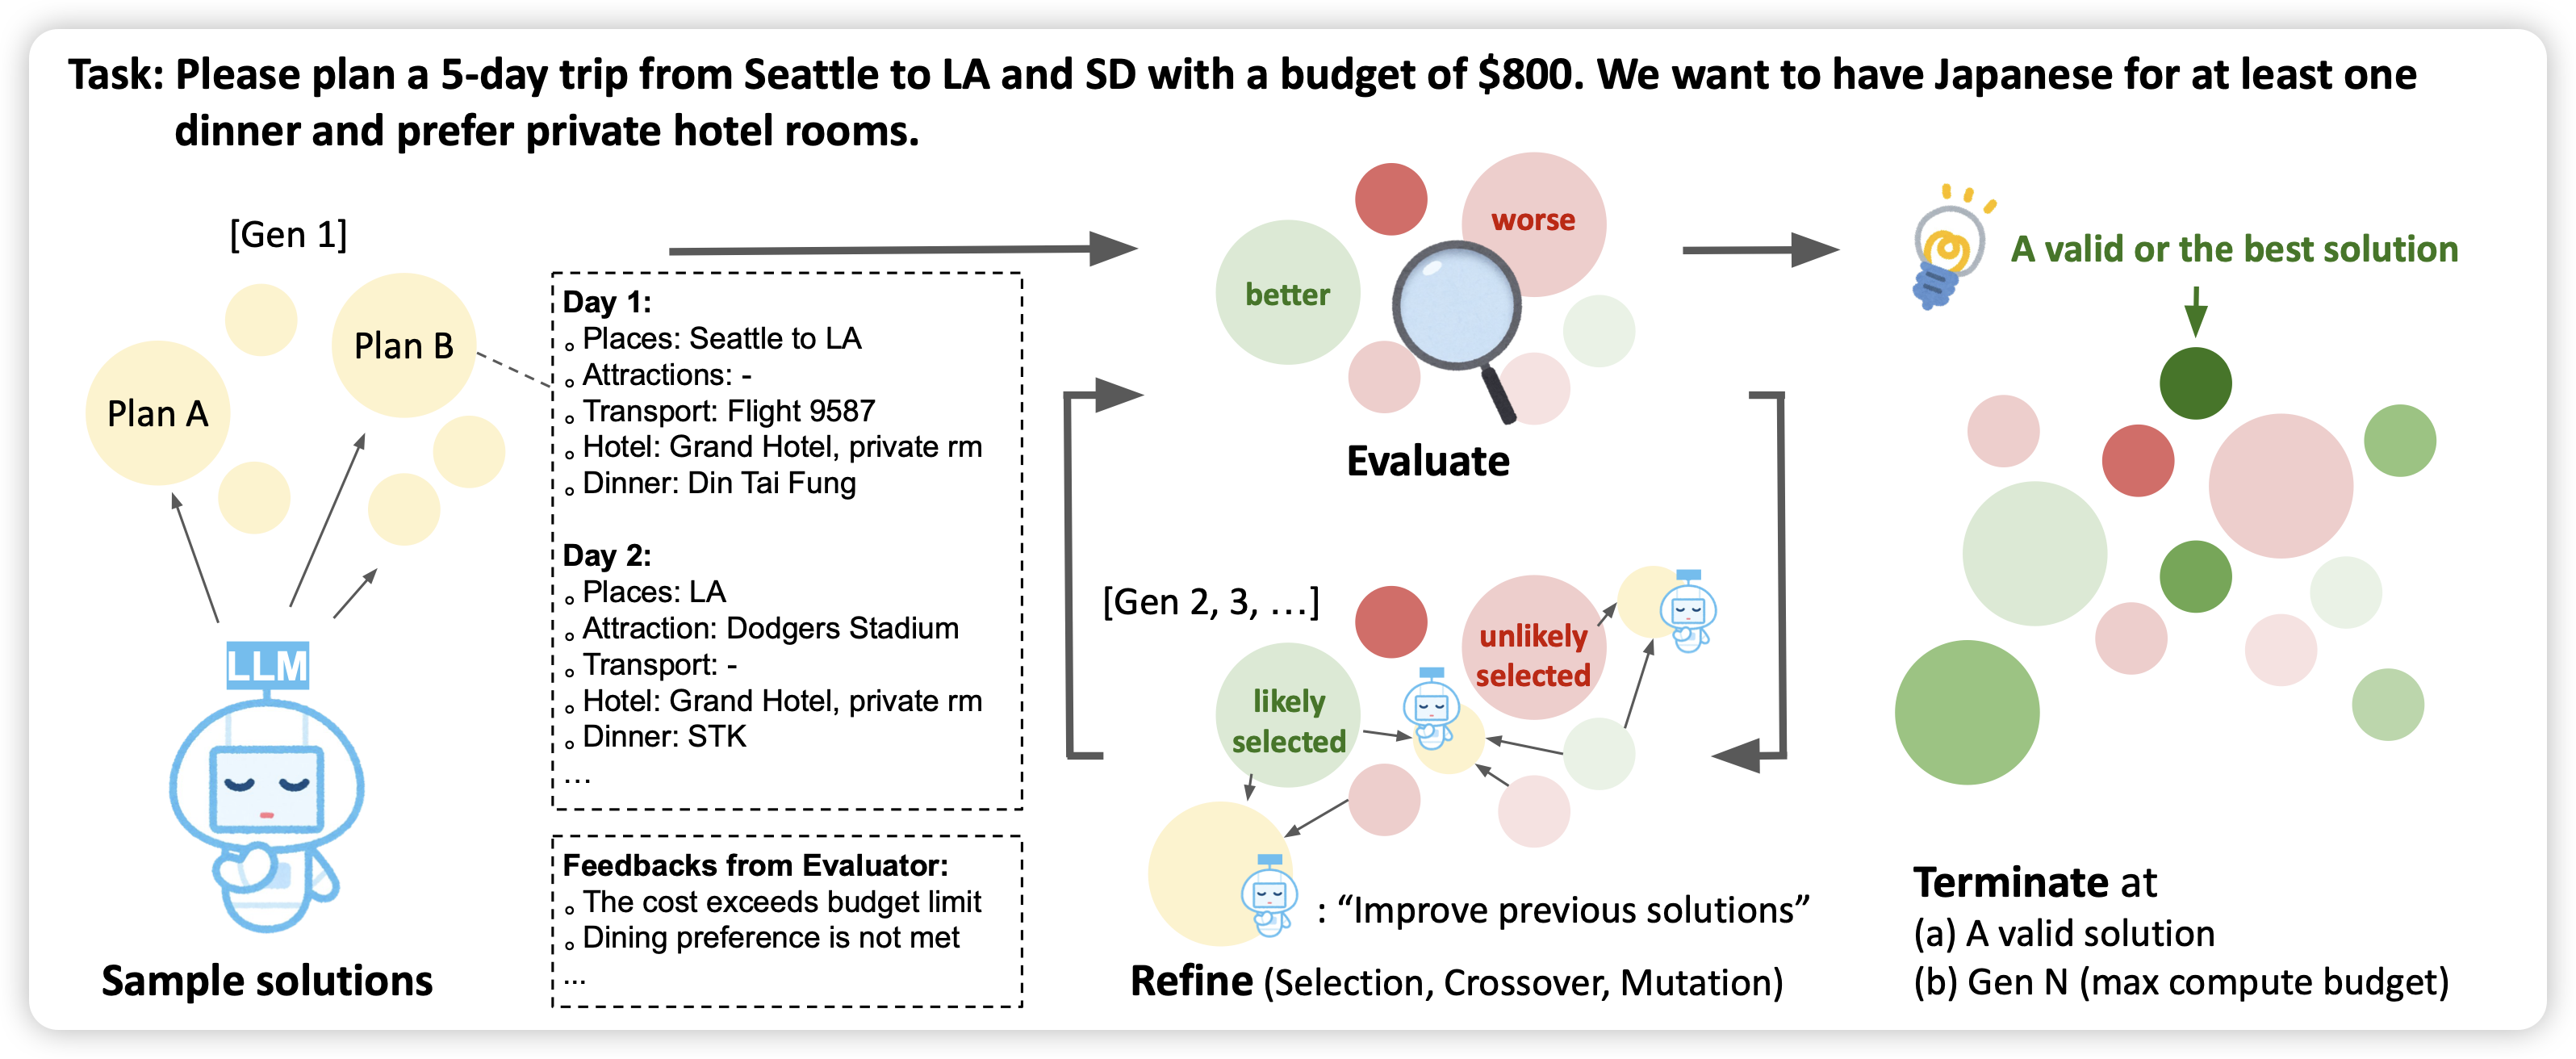 Task: Please plan a 5-day trip from Seattle to LA and SD with a budget of $800. We want to have Japanese for at least one
dinner and prefer private hotel rooms.
[Gen 1]
Plan A
Plan B
LLM
Sample solutions
Day 1:
Places: Seattle to LA
Attractions: -
Transport: Flight 9587
Hotel: Grand Hotel, private rm
Dinner: Din Tai Fung
Day 2:
Places: LA
Attraction: Dodgers Stadium
Transport: -
Hotel: Grand Hotel, private rm
Dinner: STK
...
Feedbacks from Evaluator:
The cost exceeds budget limit
Dining preference is not met
...
better
worse
Evaluate
[Gen 2, 3, …]
likely
selected
unlikely
selected
: “Improve previous solutions”
Refine (Selection, Crossover, Mutation)
A valid or the best solution
Terminate at
(a) A valid solution
(b) Gen N (max compute budget)